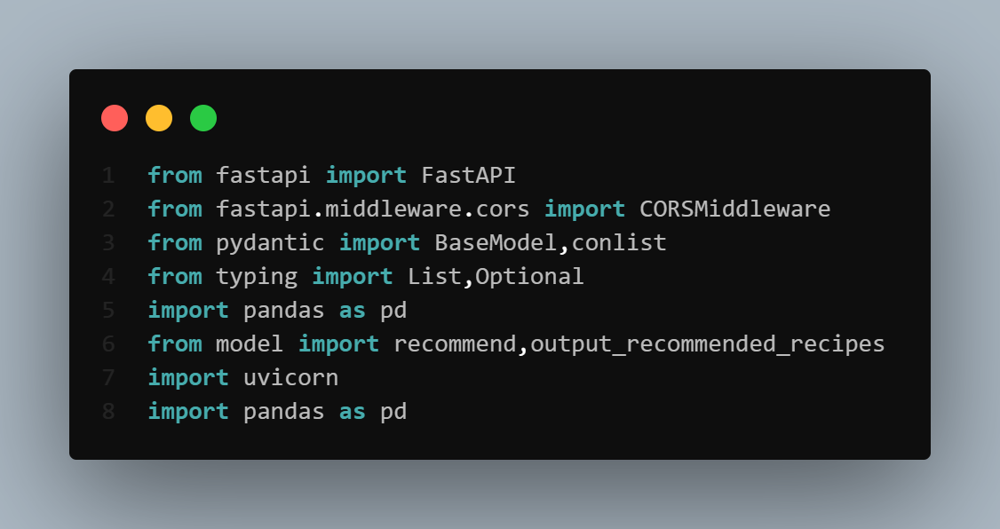 1 from fastapi import FastAPI
2 from fastapi.middleware.cors import CORSMiddleware
3 from pydantic import BaseModel,conlist
4 from typing import List,Optional
5 import pandas as pd
6 from model import recommend,output_recommended_recipes
7 import uvicorn
8 import pandas as pd